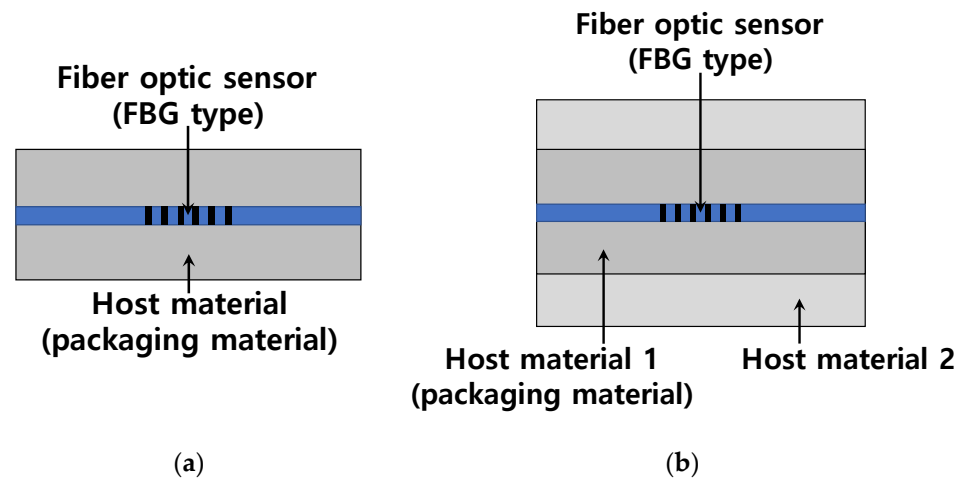 Fiber optic sensor
(FBG type)
Host material
(packaging material)
(a)
Fiber optic sensor
(FBG type)
Host material 1
(packaging material)
Host material 2
(b)